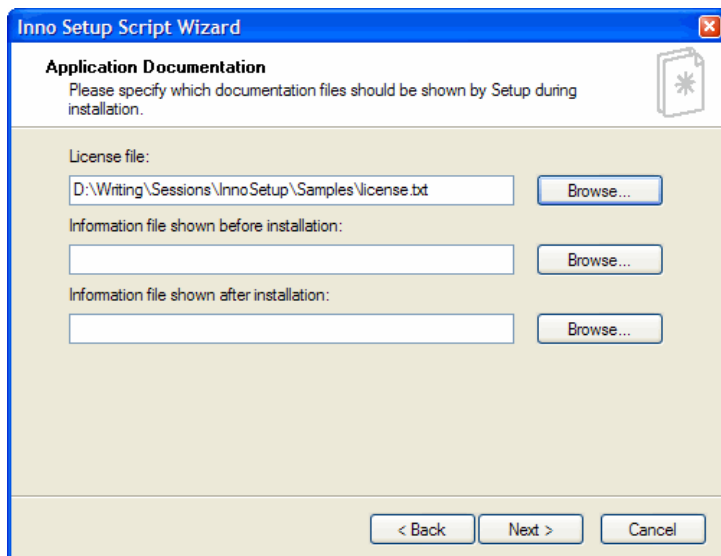 Inno Setup Script Wizard
Application Documentation
Please specify which documentation files should be shown by Setup during
installation.
License file:
D:\Writing\Sessions\InnoSetup\Samples\license.txt
Browse...
Information file shown before installation:
Browse...
Information file shown after installation:
Browse...
< Back
Next >
Cancel